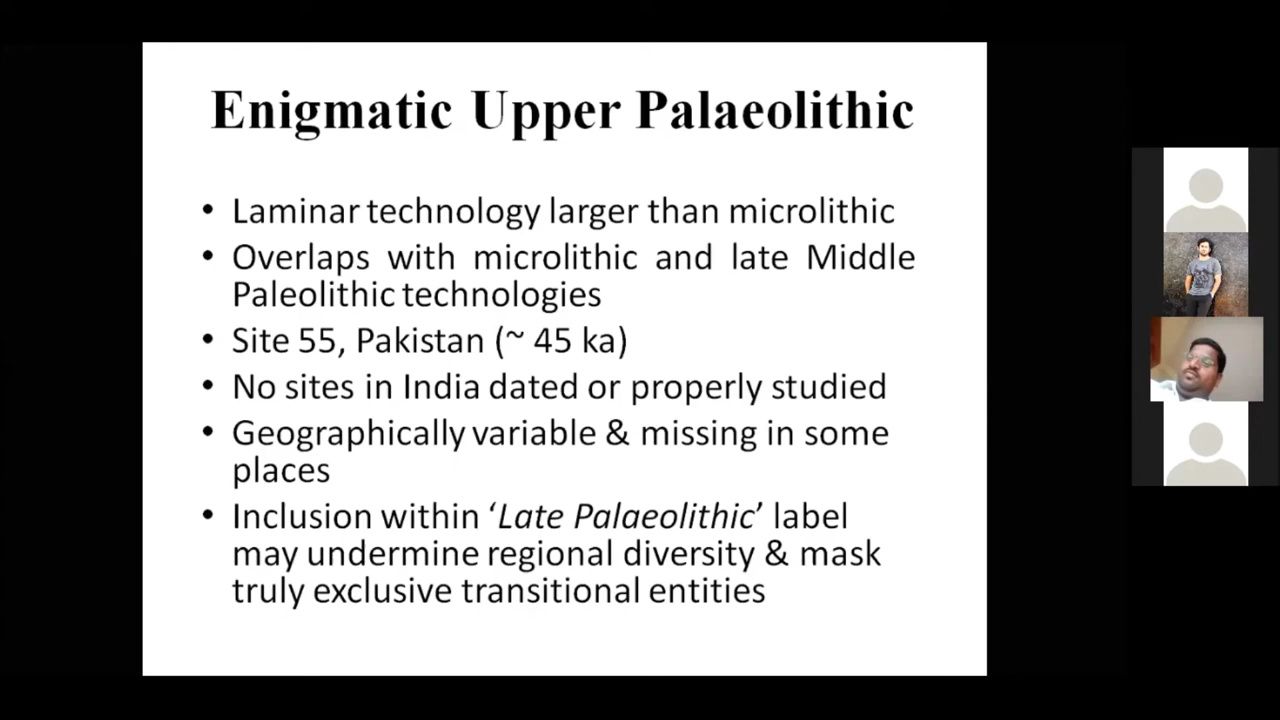 Enigmatic Upper Palaeolithic
• Laminar technology larger than microlithic
• Overlaps with microlithic and late Middle
Paleolithic technologies
• Site 55, Pakistan (~ 45 ka)
• No sites in India dated or properly studied
• Geographically variable & missing in some
places
• Inclusion within ‘Late Palaeolithic’ label
may undermine regional diversity & mask
truly exclusive transitional entities